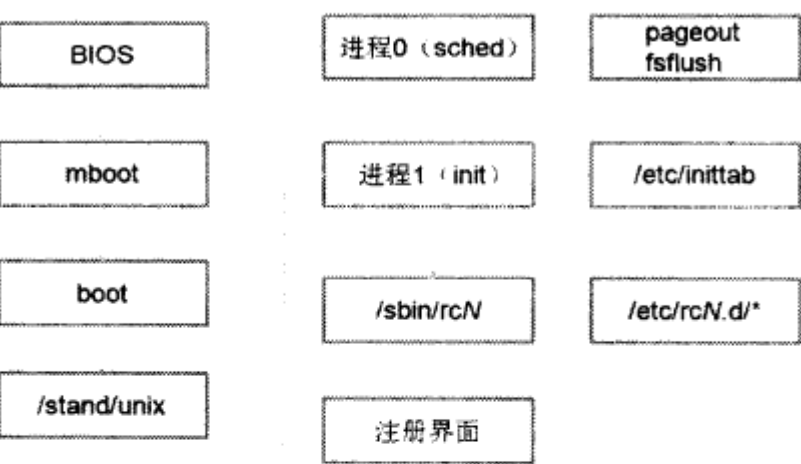 BIOS
mboot
boot
/stand/unix
进程0（sched）
进程1（init）
/sbin/rcN
注册界面
pageout
fsflush
/etc/inittab
/etc/rcN.d/*